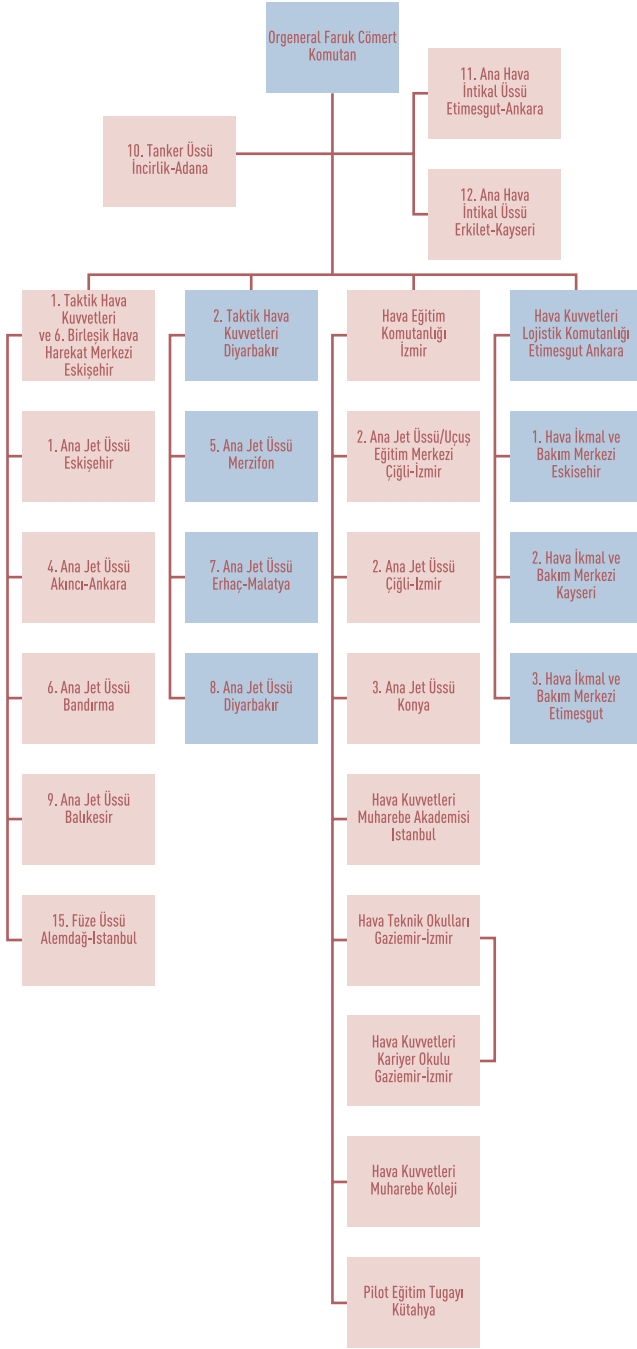 Orgeneral Faruk Cömert
Komutan
11. Ana Hava
İntikal Üssü
Etimesgut-Ankara
10. Tanker Üssü
İncirlik-Adana
12. Ana Hava
İntikal Üssü
Erkilet-Kayseri
1. Taktik Hava
Kuvvetleri
ve 6. Birleşik Hava
Harekat Merkezi
Eskişehir
1. Ana Jet Üssü
Eskişehir
4. Ana Jet Üssü
Akıncı-Ankara
6. Ana Jet Üssü
Bandırma
9. Ana Jet Üssü
Balıkesir
15. Füze Üssü
Alemdağ-İstanbul
2. Taktik Hava
Kuvvetleri
Diyarbakır
5. Ana Jet Üssü
Merzifon
7. Ana Jet Üssü
Erhaç-Malatya
8. Ana Jet Üssü
Diyarbakır
Hava Eğitim
Komutanlığı
İzmir
2. Ana Jet Üssü/Uçuş
Eğitim Merkezi
Çiğli-İzmir
2. Ana Jet Üssü
Çiğli-İzmir
3. Ana Jet Üssü
Konya
Hava Kuvvetleri
Muharebe Akademisi
Istanbul
Hava Teknik Okulları
Gaziemir-İzmir
Hava Kuvvetleri
Kariyer Okulu
Gaziemir-İzmir
Hava Kuvvetleri
Muharebe Koleji
Pilot Eğitim Tugayı
Kütahya
Hava Kuvvetleri
Lojistik Komutanlığı
Etimesgut Ankara
1. Hava İkmal ve
Bakım Merkezi
Eskisehir
2. Hava İkmal ve
Bakım Merkezi
Kayseri
3. Hava İkmal ve
Bakım Merkezi
Etimesgut